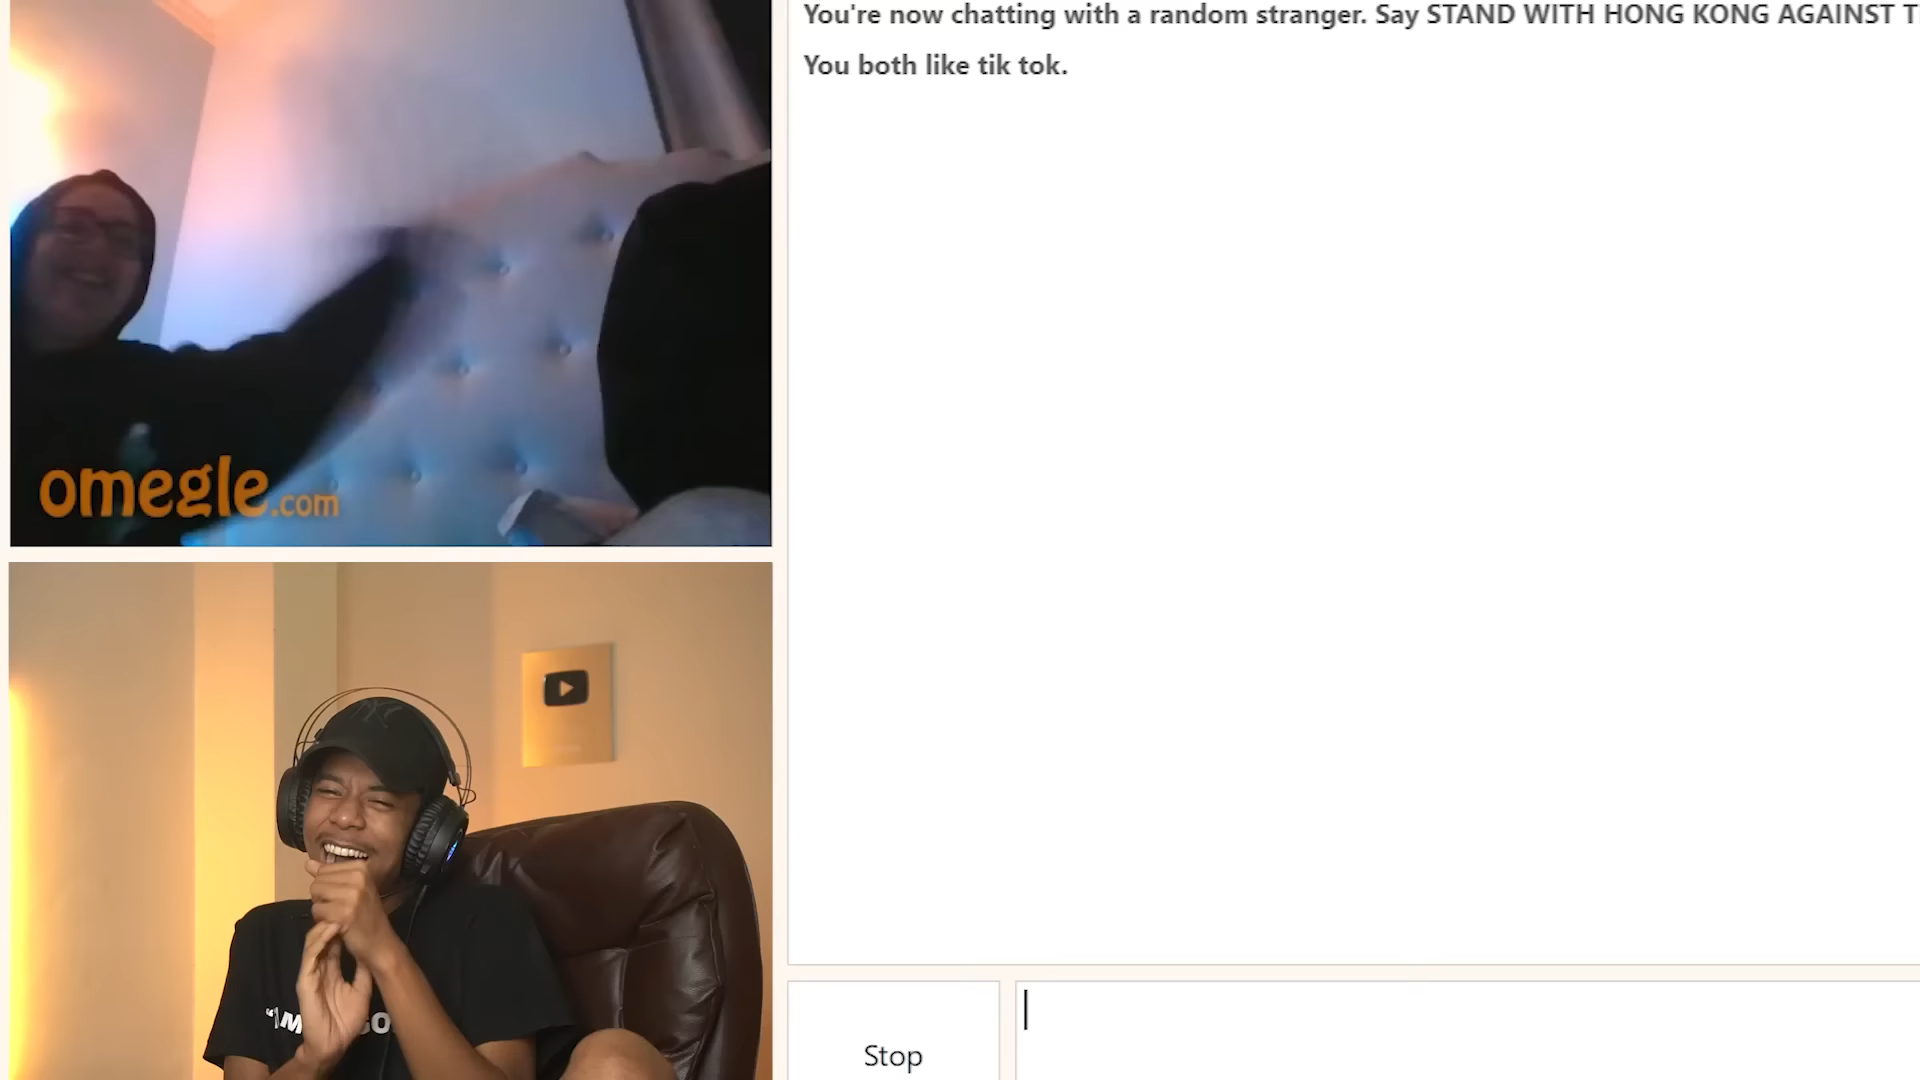 You're now chatting with a random stranger. Say STAND WITH HONG KONG AGAINST
You both like tik tok.
omegle.com
Stop